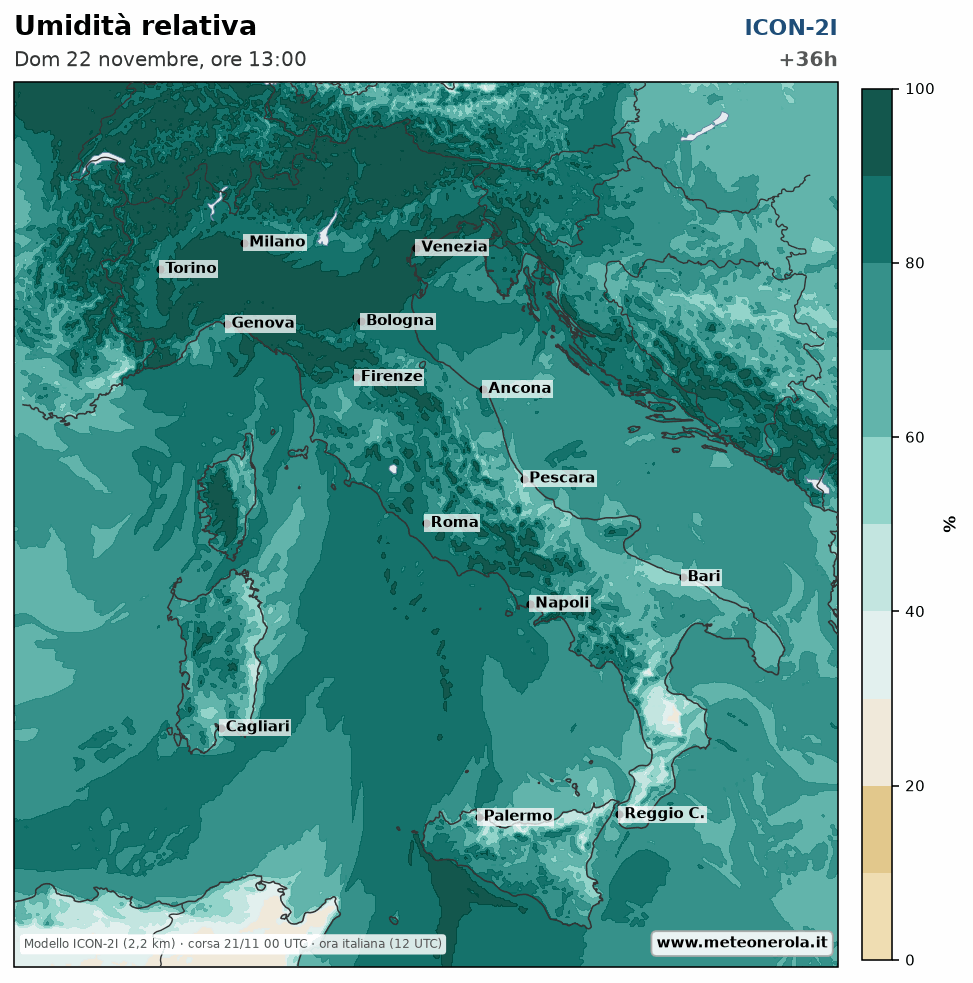 Umidità relativa
ICON-2I
Dom 22 novembre, ore 13:00
+36h
100
80
60
40
20
0
%
Milano
Venezia
Torino
Genova
Bologna
Firenze
Ancona
Pescara
Roma
Bari
Napoli
Cagliari
Palermo
Reggio C.
Modello ICON-2I (2,2 km) · corsa 21/11 00 UTC · ora italiana (12 UTC)
www.meteonerola.it